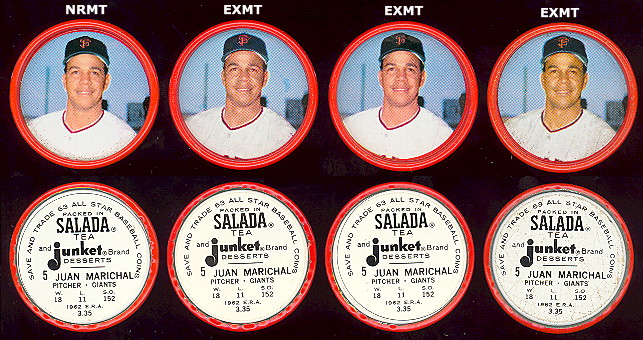 NRMT EXMT EXMT EXMT
SF SF SF SF
SAVE AND TRADE 63 ALL STAR BASEBALL COINS
PACKED IN
SALADA®
TEA
and junket® Brand
DESSERTS
5 JUAN MARICHAL
PITCHER · GIANTS
W. L. S.O.
18 11 152
1962 E.R.A.
3.35
SAVE AND TRADE 63 ALL STAR BASEBALL COINS
PACKED IN
SALADA®
TEA
and junket® Brand
DESSERTS
5 JUAN MARICHAL
PITCHER · GIANTS
W. L. S.O.
18 11 152
1962 E.R.A.
3.35
SAVE AND TRADE 63 ALL STAR BASEBALL COINS
PACKED IN
SALADA®
TEA
and junket® Brand
DESSERTS
5 JUAN MARICHAL
PITCHER · GIANTS
W. L. S.O.
18 11 152
1962 E.R.A.
3.35
SAVE AND TRADE 63 ALL STAR BASEBALL COINS
PACKED IN
SALADA®
TEA
and junket® Brand
DESSERTS
5 JUAN MARICHAL
PITCHER · GIANTS
W. L. S.O.
18 11 152
1962 E.R.A.
3.35